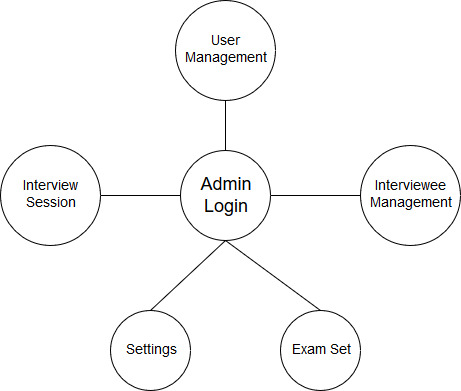 User
Management
Interview
Session
Admin
Login
Interviewee
Management
Settings
Exam Set